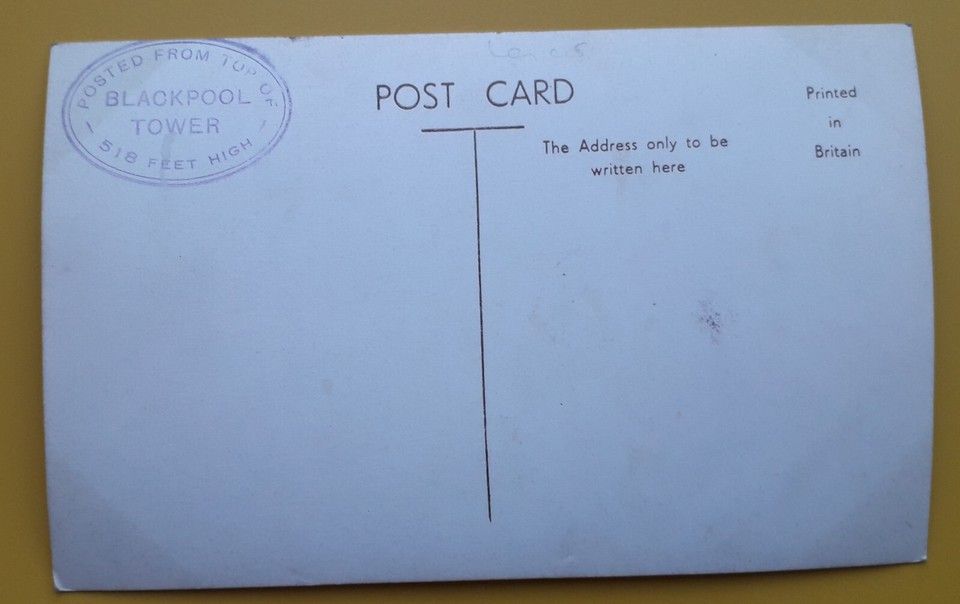 POSTED FROM TOP OF
BLACKPOOL
TOWER
518 FEET HIGH
POST CARD
The Address only to be
written here
Printed
in
Britain